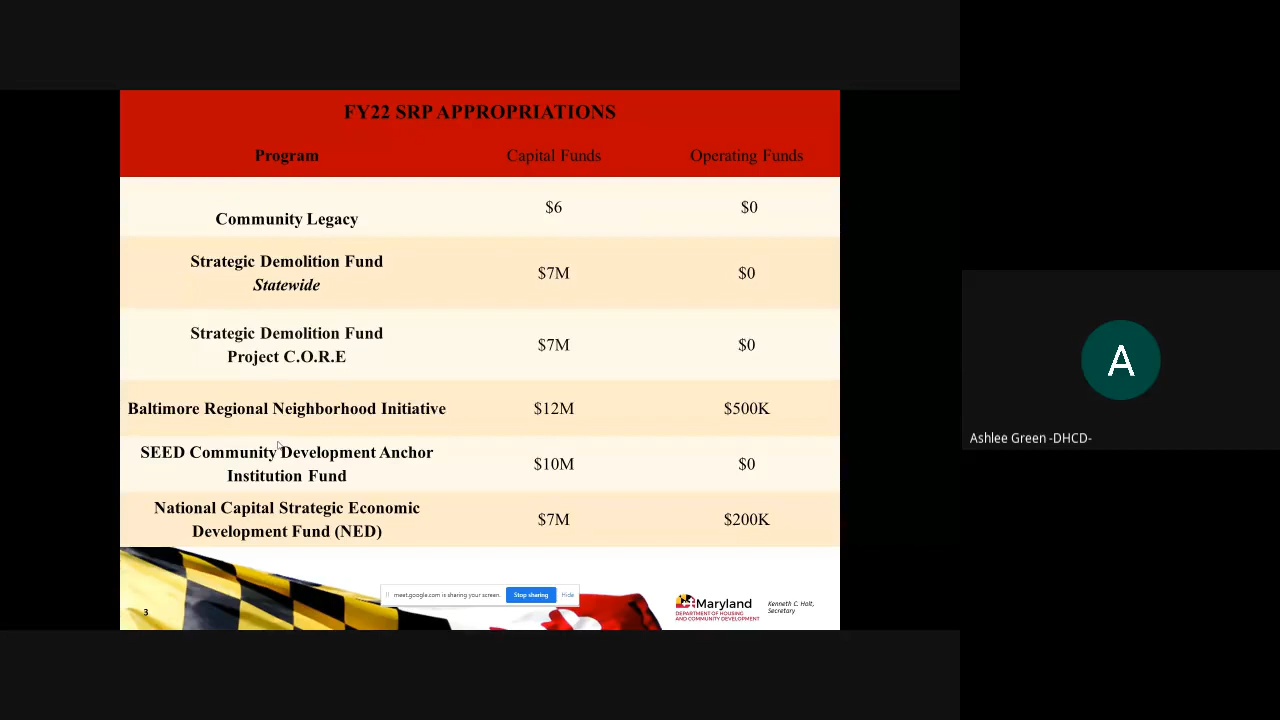 FY22 SRP APPROPRIATIONS
Program Capital Funds Operating Funds
Community Legacy $6 $0
Strategic Demolition Fund
Statewide $7M $0
Strategic Demolition Fund
Project C.O.R.E $7M $0
Baltimore Regional Neighborhood Initiative $12M $500K
SEED Community Development Anchor
Institution Fund $10M $0
National Capital Strategic Economic
Development Fund (NED) $7M $200K
meet.google.com is sharing your screen. Stop sharing Hide
3
Maryland
DEPARTMENT OF HOUSING
AND COMMUNITY DEVELOPMENT
Kenneth C. Holt,
Secretary
A
Ashlee Green -DHCD-